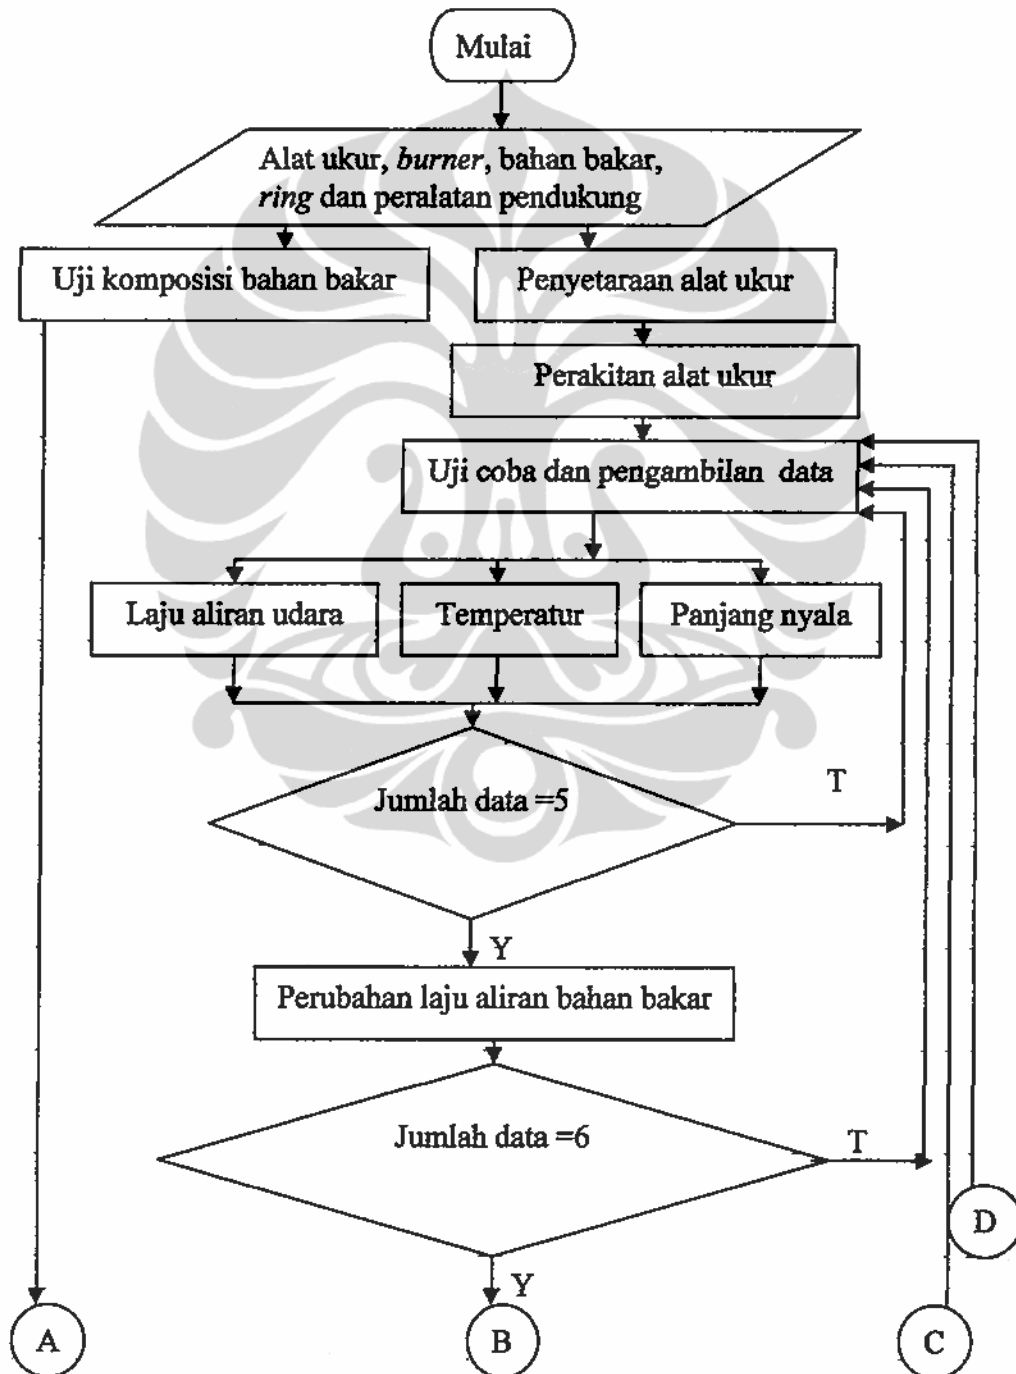 Mulai
Alat ukur, burner, bahan bakar,
ring dan peralatan pendukung
Uji komposisi bahan bakar
Penyetaraan alat ukur
Perakitan alat ukur
Uji coba dan pengambilan data
Laju aliran udara
Temperatur
Panjang nyala
Jumlah data =5
T
Y
Perubahan laju aliran bahan bakar
Jumlah data =6
T
D
Y
A
B
C